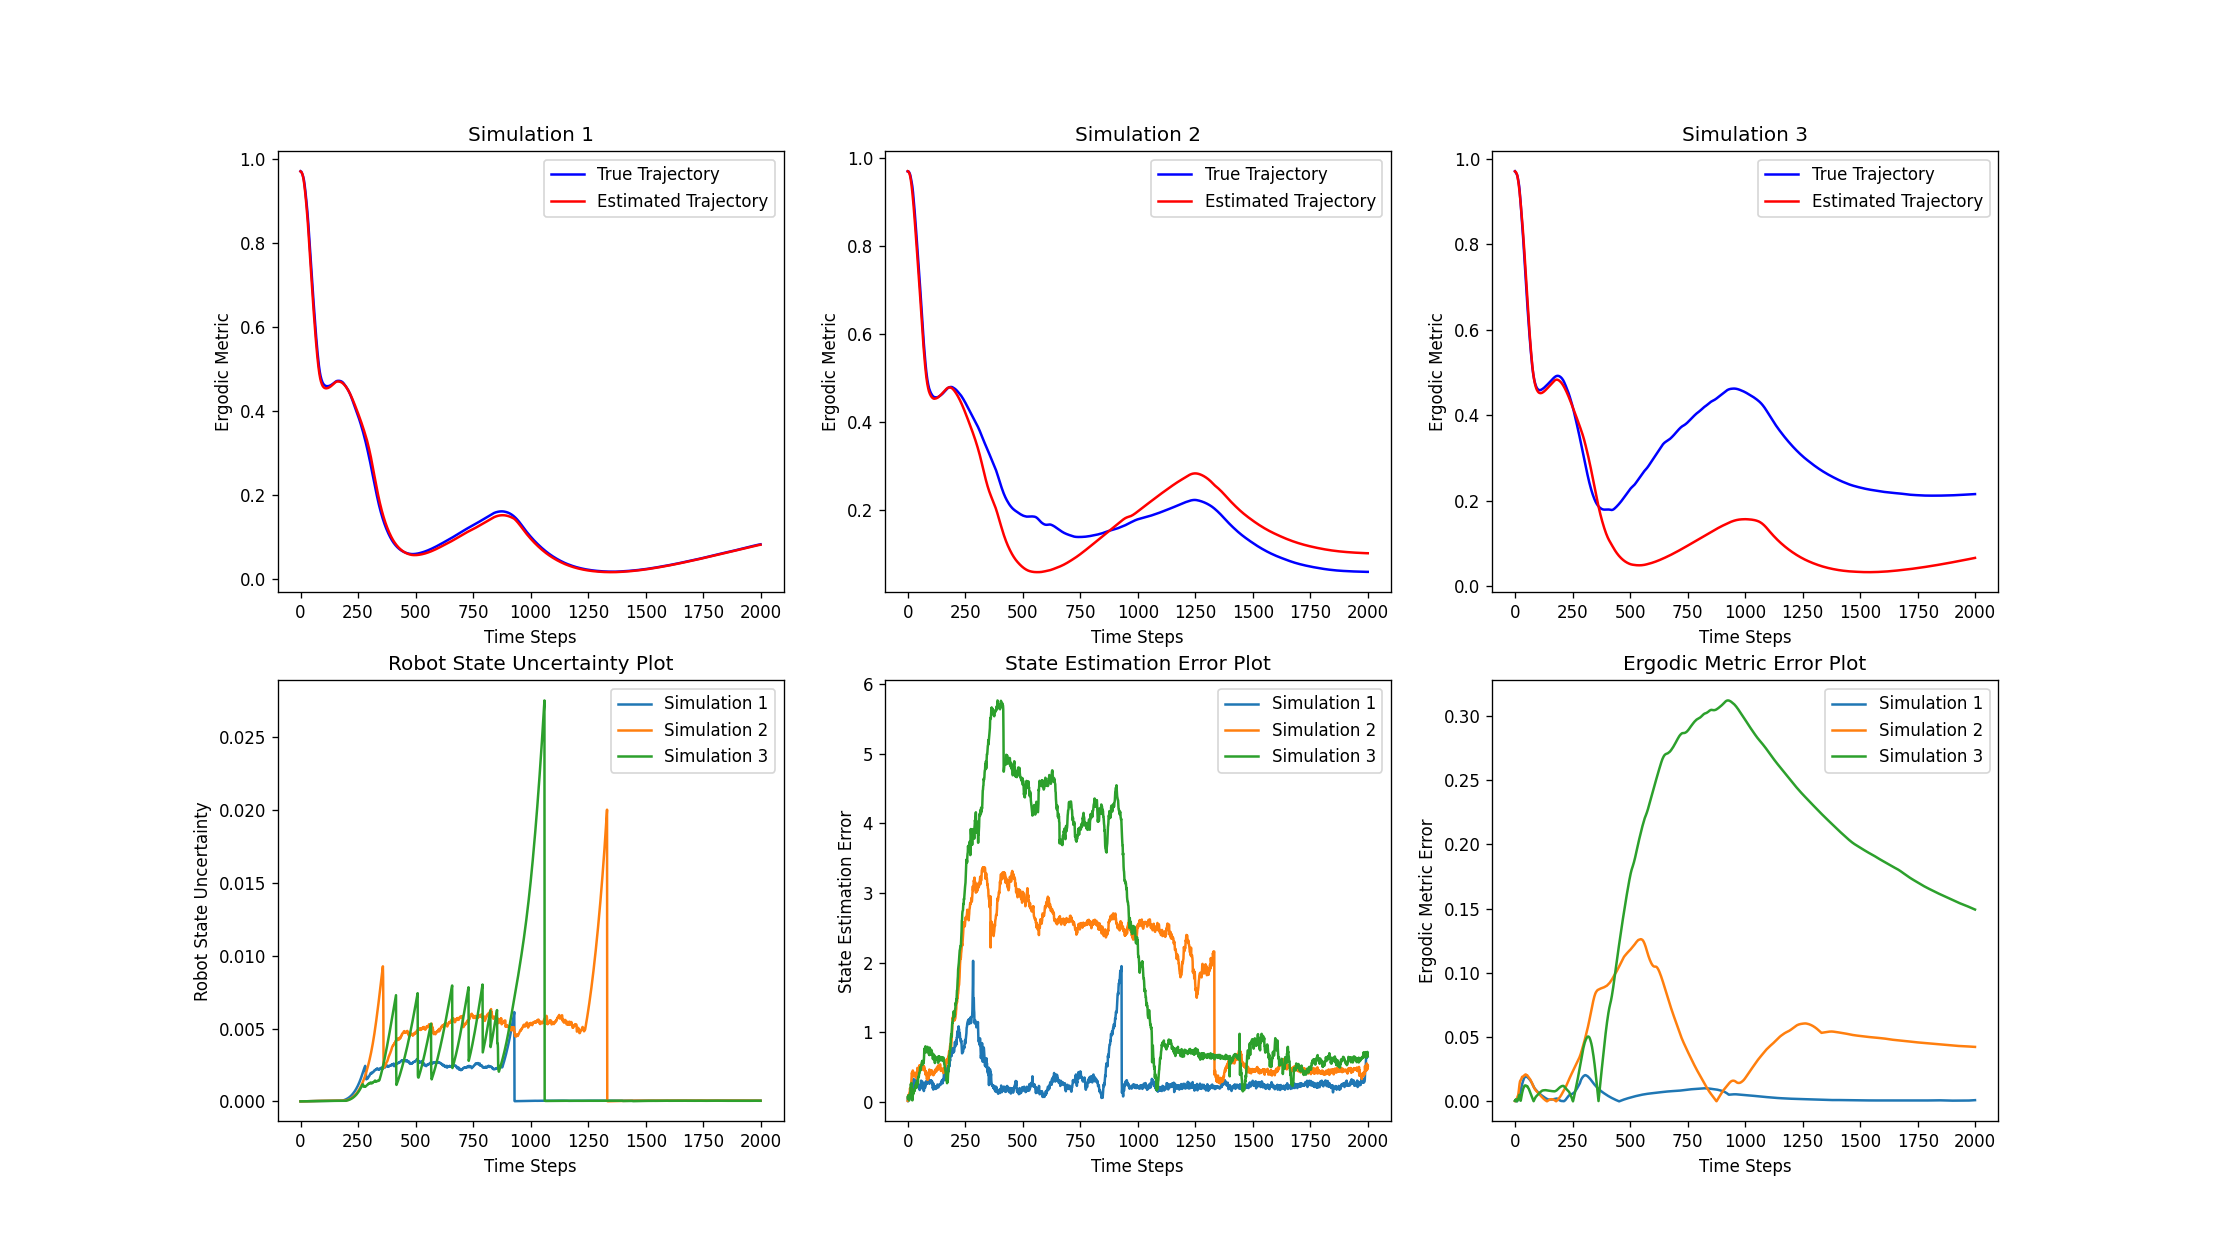 Simulation 1
Ergodic Metric
1.0
0.8
0.6
0.4
0.2
0.0
True Trajectory
Estimated Trajectory
0 250 500 750 1000 1250 1500 1750 2000
Time Steps
Simulation 2
Ergodic Metric
1.0
0.8
0.6
0.4
0.2
True Trajectory
Estimated Trajectory
0 250 500 750 1000 1250 1500 1750 2000
Time Steps
Simulation 3
Ergodic Metric
1.0
0.8
0.6
0.4
0.2
0.0
True Trajectory
Estimated Trajectory
0 250 500 750 1000 1250 1500 1750 2000
Time Steps
Robot State Uncertainty Plot
Robot State Uncertainty
0.025
0.020
0.015
0.010
0.005
0.000
Simulation 1
Simulation 2
Simulation 3
0 250 500 750 1000 1250 1500 1750 2000
Time Steps
State Estimation Error Plot
State Estimation Error
6
5
4
3
2
1
0
Simulation 1
Simulation 2
Simulation 3
0 250 500 750 1000 1250 1500 1750 2000
Time Steps
Ergodic Metric Error Plot
Ergodic Metric Error
0.30
0.25
0.20
0.15
0.10
0.05
0.00
Simulation 1
Simulation 2
Simulation 3
0 250 500 750 1000 1250 1500 1750 2000
Time Steps